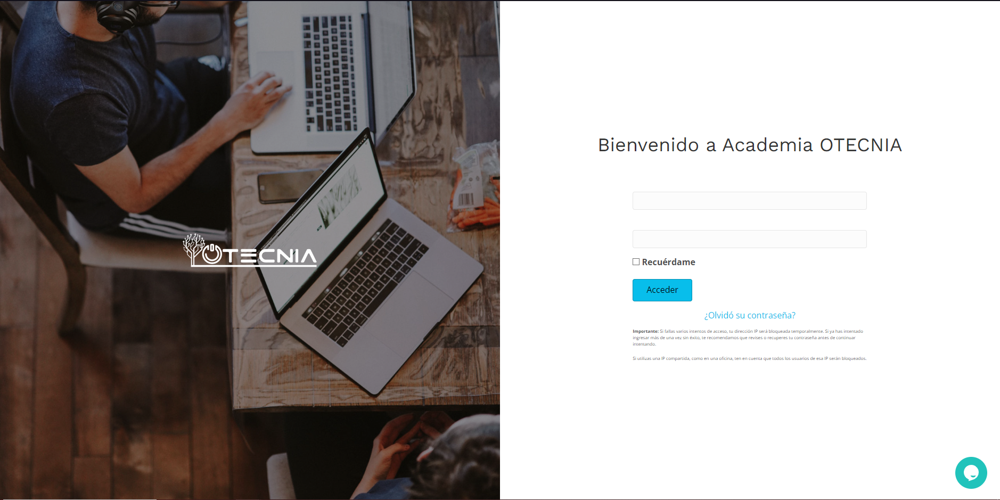 OTECNIA
Bienvenido a Academia OTECNIA
Recuérdame
Acceder
¿Olvidó su contraseña?
Importante: Si fallas varios intentos de acceso, tu dirección IP será bloqueada temporalmente. Si ya has intentado
ingresar más de una vez sin éxito, te recomendamos que revises o recuperes tu contraseña antes de continuar
intentando.
Si utilizas una IP compartida, como en una oficina, ten en cuenta que todos los usuarios de esa IP serán bloqueados.